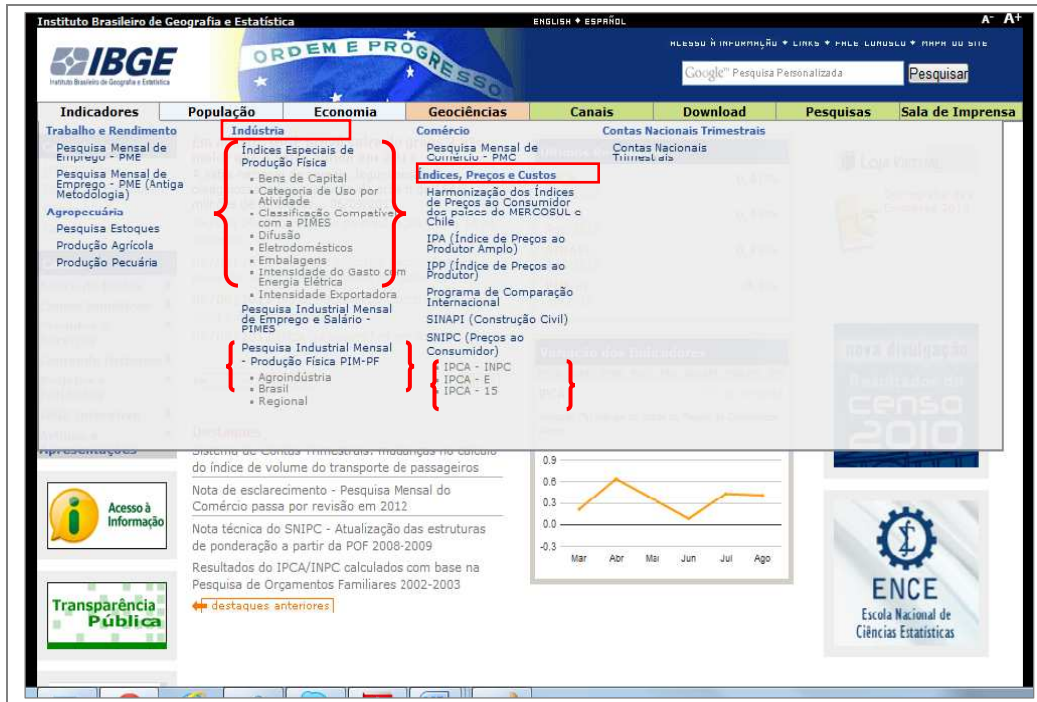 Instituto Brasileiro de Geografia e Estatística
ENGLISH ♦ ESPAÑOL
A- A+
IBGE
Instituto Brasileiro de Geografia e Estatística
ORDEM E PROGRESSO
ACESSO À INFORMAÇÃO ♦ LINKS ♦ FALE CONOSCO ♦ MAPA DO SITE
Google™ Pesquisa Personalizada
Pesquisar
Indicadores População Economia Geociências Canais Download Pesquisas Sala de Imprensa
Trabalho e Rendimento
Pesquisa Mensal de
Emprego - PME
Pesquisa Mensal de
Emprego - PME (Antiga
Metodologia)
Agropecuária
Pesquisa Estoques
Produção Agrícola
Produção Pecuária
Indústria
Índices Especiais de
Produção Física
Bens de Capital
Categoria de Uso por
Atividade
Classificação Compatível
com a PIMES
Difusão
Eletrodomésticos
Embalagens
Intensidade do Gasto com
Energia Elétrica
Intensidade Exportadora
Pesquisa Industrial Mensal
de Emprego e Salário -
PIMES
Pesquisa Industrial Mensal
- Produção Física PIM-PF
Agroindústria
Brasil
Regional
Comércio
Pesquisa Mensal de
Comércio - PMC
Índices, Preços e Custos
Harmonização dos Índices
de Preços ao Consumidor
dos países do MERCOSUL e
Chile
IPA (Índice de Preços ao
Produtor Amplo)
IPP (Índice de Preços ao
Produtor)
Programa de Comparação
Internacional
SINAPI (Construção Civil)
SNIPC (Preços ao
Consumidor)
IPCA - INPC
IPCA - E
IPCA - 15
Contas Nacionais Trimestrais
Contas Nacionais
Trimestrais
Variação dos Indicadores
nova divulgação
Resultados do
censo
2010
Destaques
Apresentações
Sistema de Contas Trimestrais: mudanças no cálculo
do índice de volume do transporte de passageiros
Nota de esclarecimento - Pesquisa Mensal do
Comércio passa por revisão em 2012
Nota técnica do SNIPC - Atualização das estruturas
de ponderação a partir da POF 2008-2009
Resultados do IPCA/INPC calculados com base na
Pesquisa de Orçamentos Familiares 2002-2003
destaques anteriores
Acesso à
Informação
Transparência
Pública
0.9
0.6
0.3
0.0
-0.3
Mar Abr Mai Jun Jul Ago
ENCE
Escola Nacional de
Ciências Estatísticas